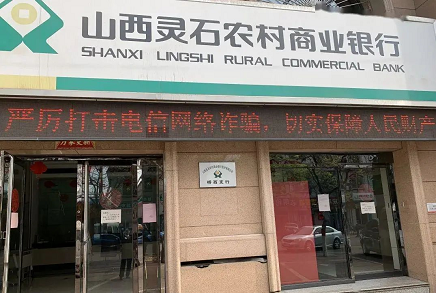 山西灵石农村商业银行
SHANXI LINGSHI RURAL COMMERCIAL BANK
严厉打击电信网络诈骗，切实保障人民财产